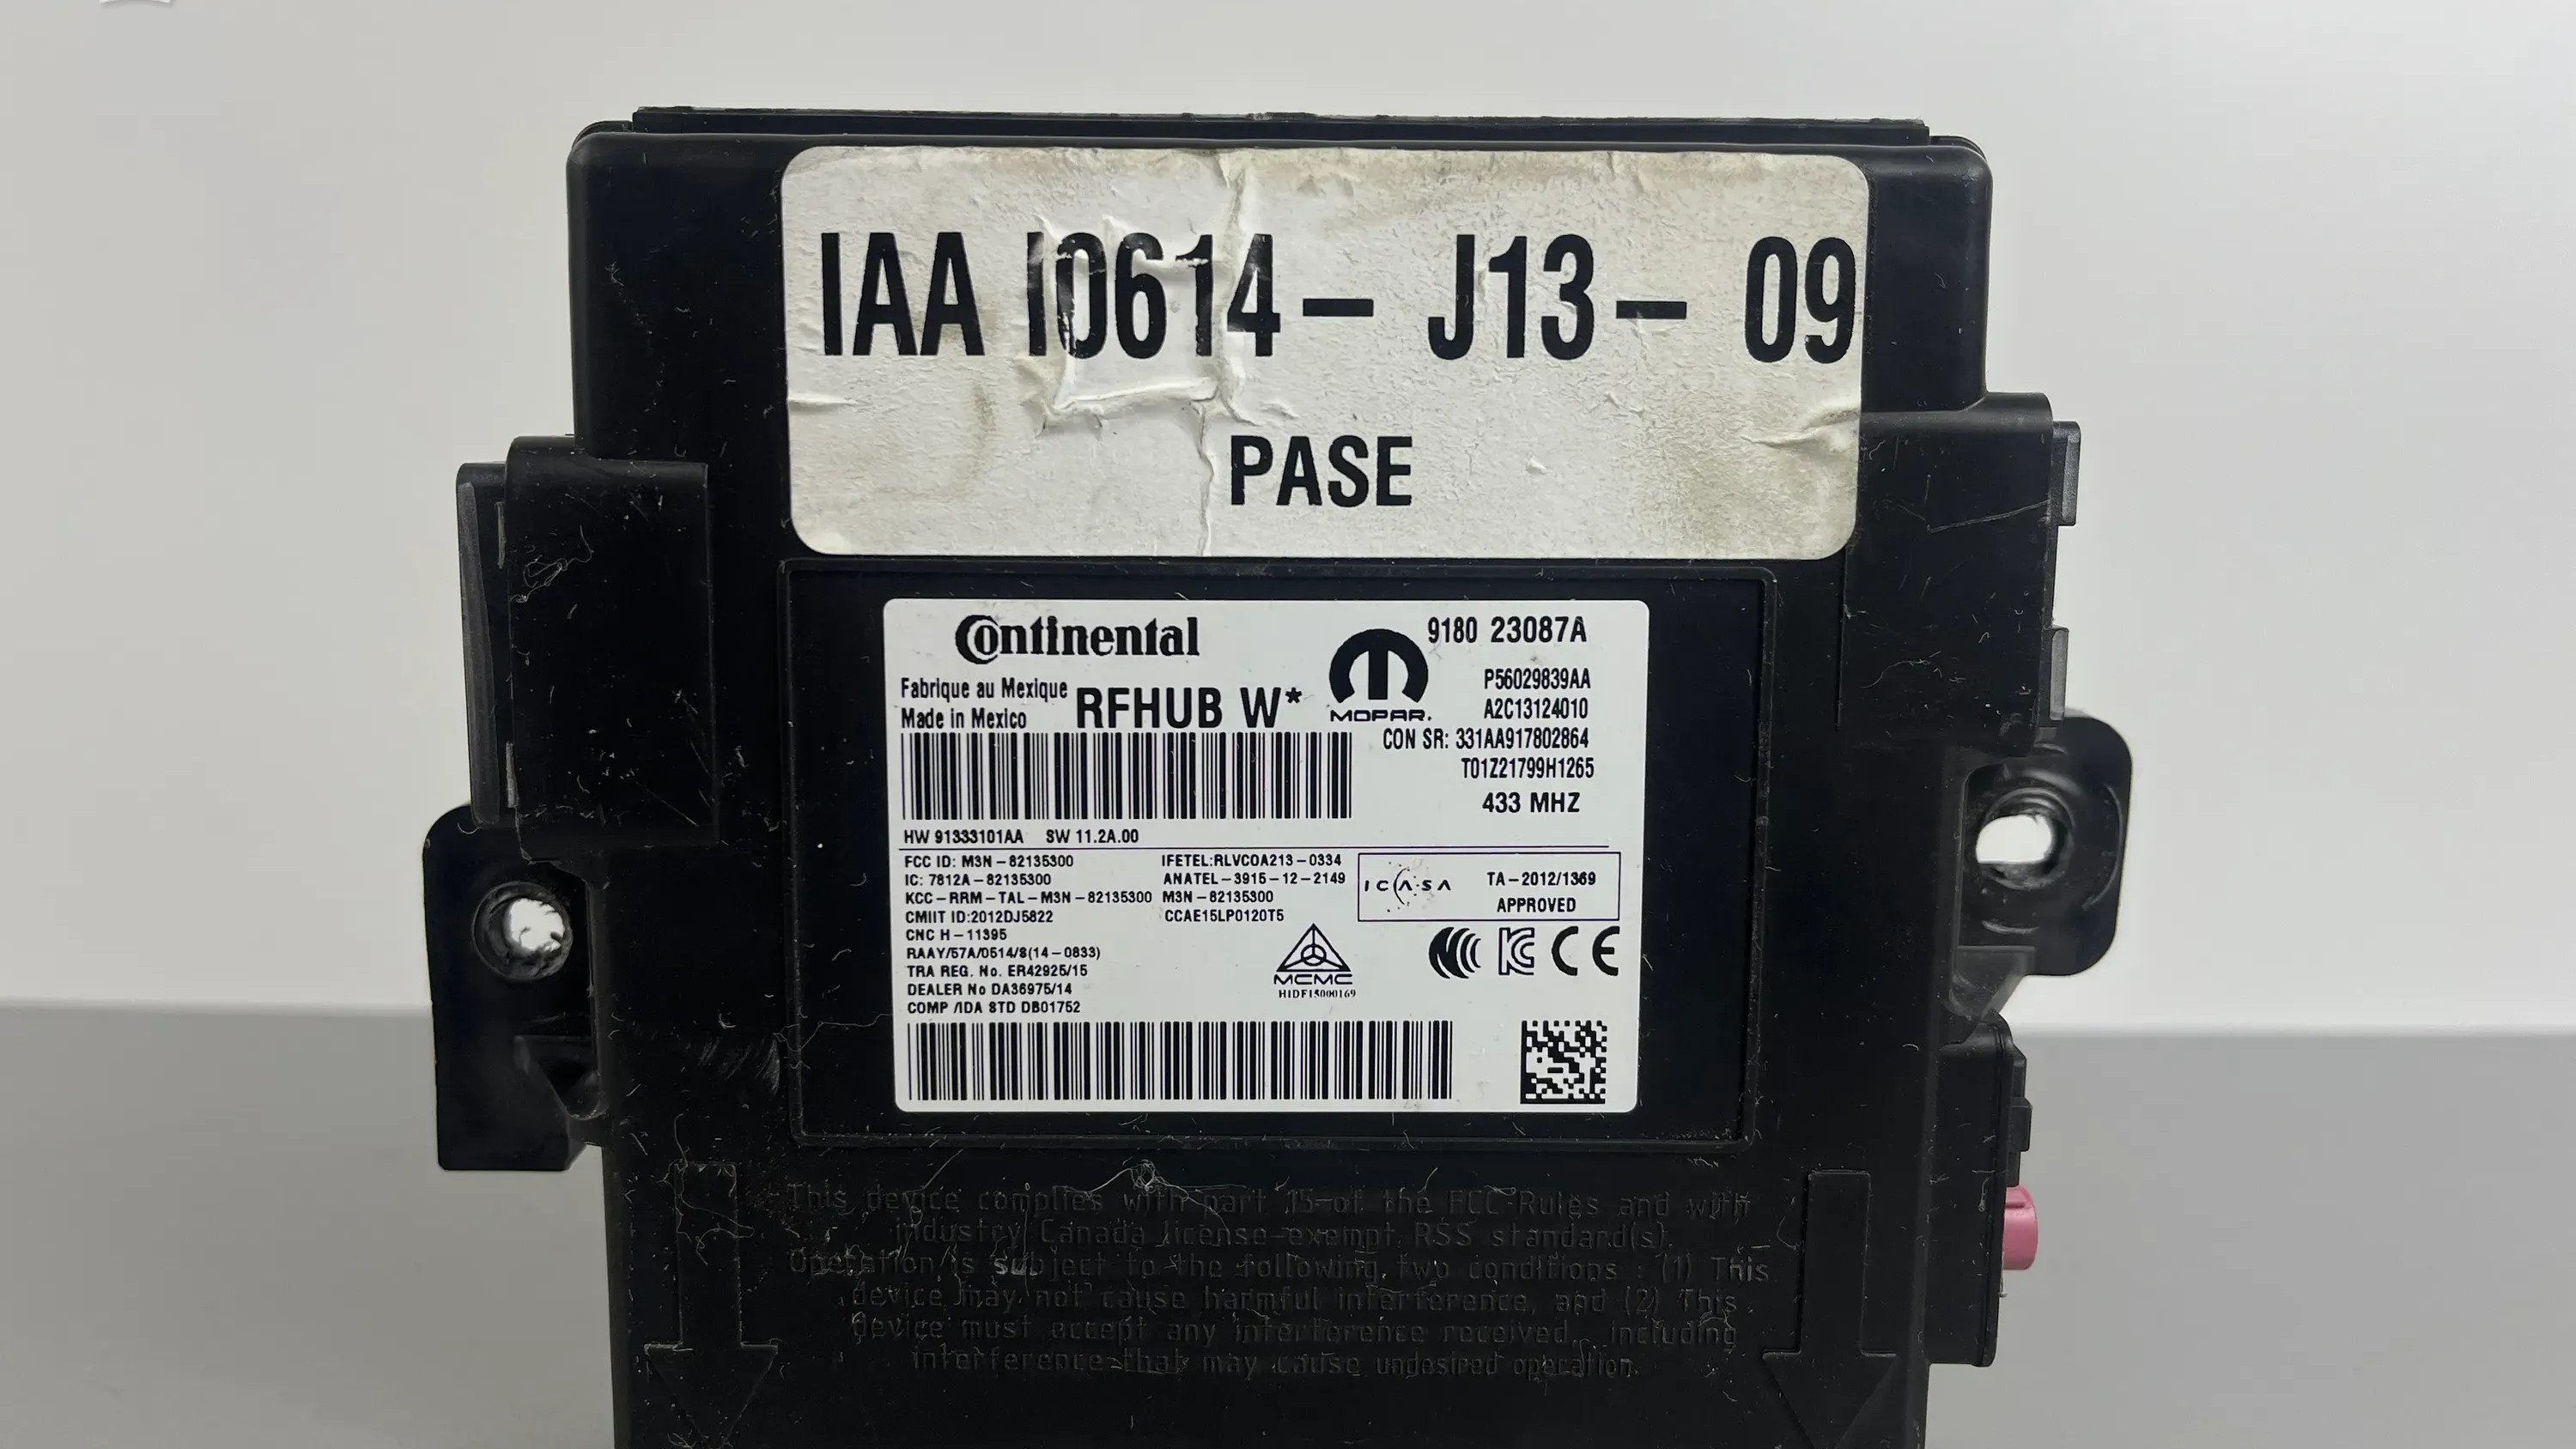 IAA I0614- J13- 09
PASE
Continental
Fabrique au Mexique
Made in Mexico
RFHUB W*
MOPAR.
9180 23087A
P56029839AA
A2C13124010
CON SR: 331AA917802864
T01Z21799H1265
433 MHZ
HW 91333101AA SW 11.2A.00
FCC ID: M3N-82135300
IC: 7812A-82135300
KCC-RRM-TAL-M3N-82135300
CMIIT ID:2012DJ5822
CNC H-11395
RAAY/57A/0514/8(14-0833)
TRA REG. No. ER42925/15
DEALER No DA36975/14
COMP /IDA STD DB01752
IFETEL:RLVCOA213-0334
ANATEL-3915-12-2149
M3N-82135300
CCAE15LP0120T5
ICASA
TA-2012/1369
APPROVED
MCMC
HIDF15000169
CE
This device complies with part 15 of the FCC Rules and with
industry Canada license-exempt RSS standard(s).
Operation is subject to the following two conditions : (1) This
device may not cause harmful interference, and (2) This
device must accept any interference received, including
interference that may cause undesired operation.